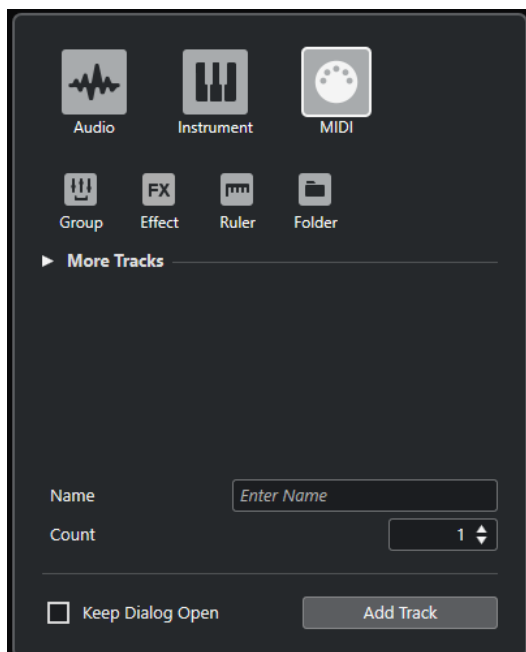 Audio Instrument MIDI
FX
Group Effect Ruler Folder
More Tracks
Name Enter Name
Count 1
Keep Dialog Open Add Track